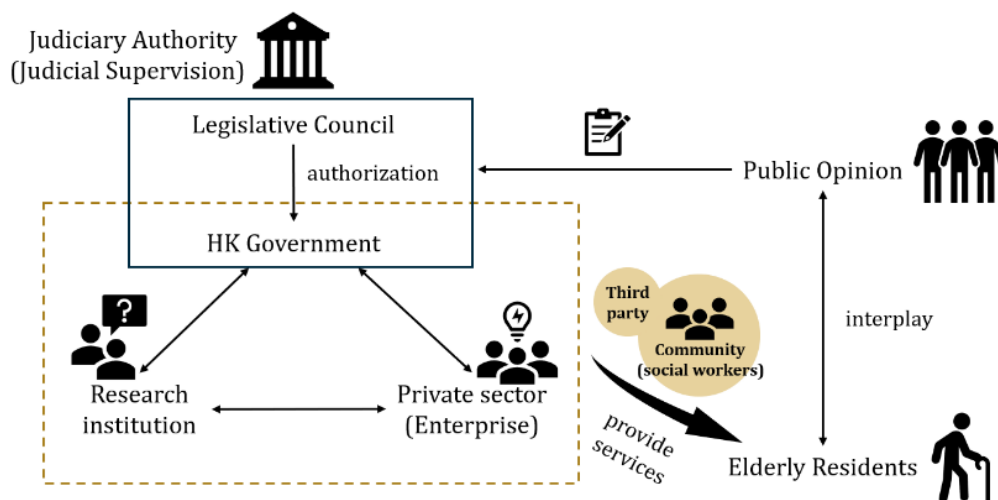 Judiciary Authority
(Judicial Supervision)
Legislative Council
authorization
Public Opinion
HK Government
?
Third
party
Community
(social workers)
interplay
Research
institution
Private sector
(Enterprise)
provide
services
Elderly Residents